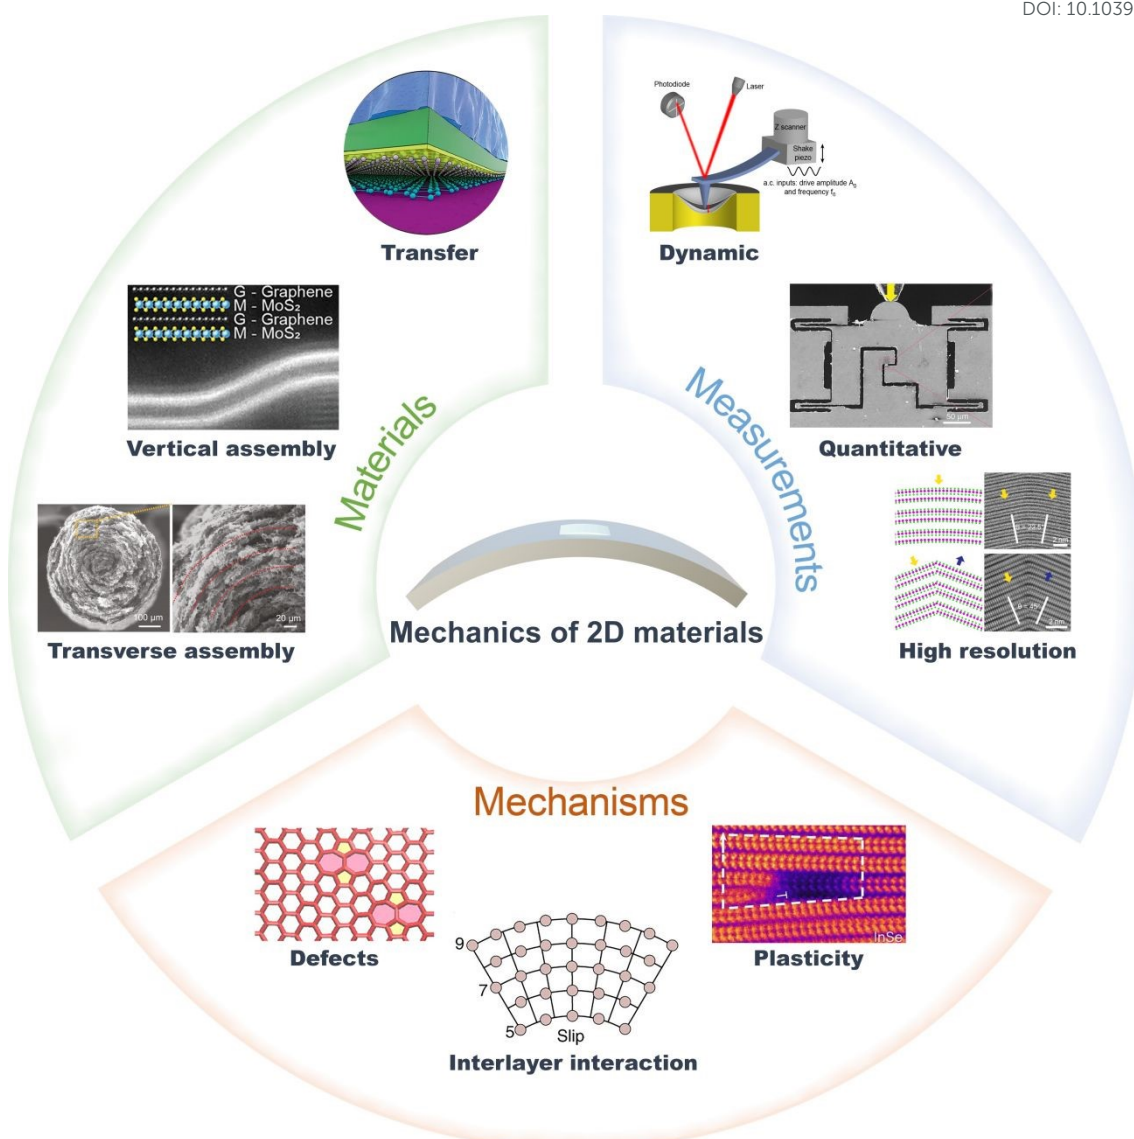 DOI: 10.1039
Photodiode
Laser
Z scanner
Shake
piezo
a.c. inputs: drive amplitude A₀
and frequency f₀
Transfer
Dynamic
G - Graphene
M - MoS₂
G - Graphene
M - MoS₂
50 μm
Vertical assembly
Quantitative
Materials
Measurements
2 nm
100 μm
20 μm
2 nm
Transverse assembly
High resolution
Mechanics of 2D materials
Mechanisms
InSe
Defects
Plasticity
9
7
5
Slip
Interlayer interaction